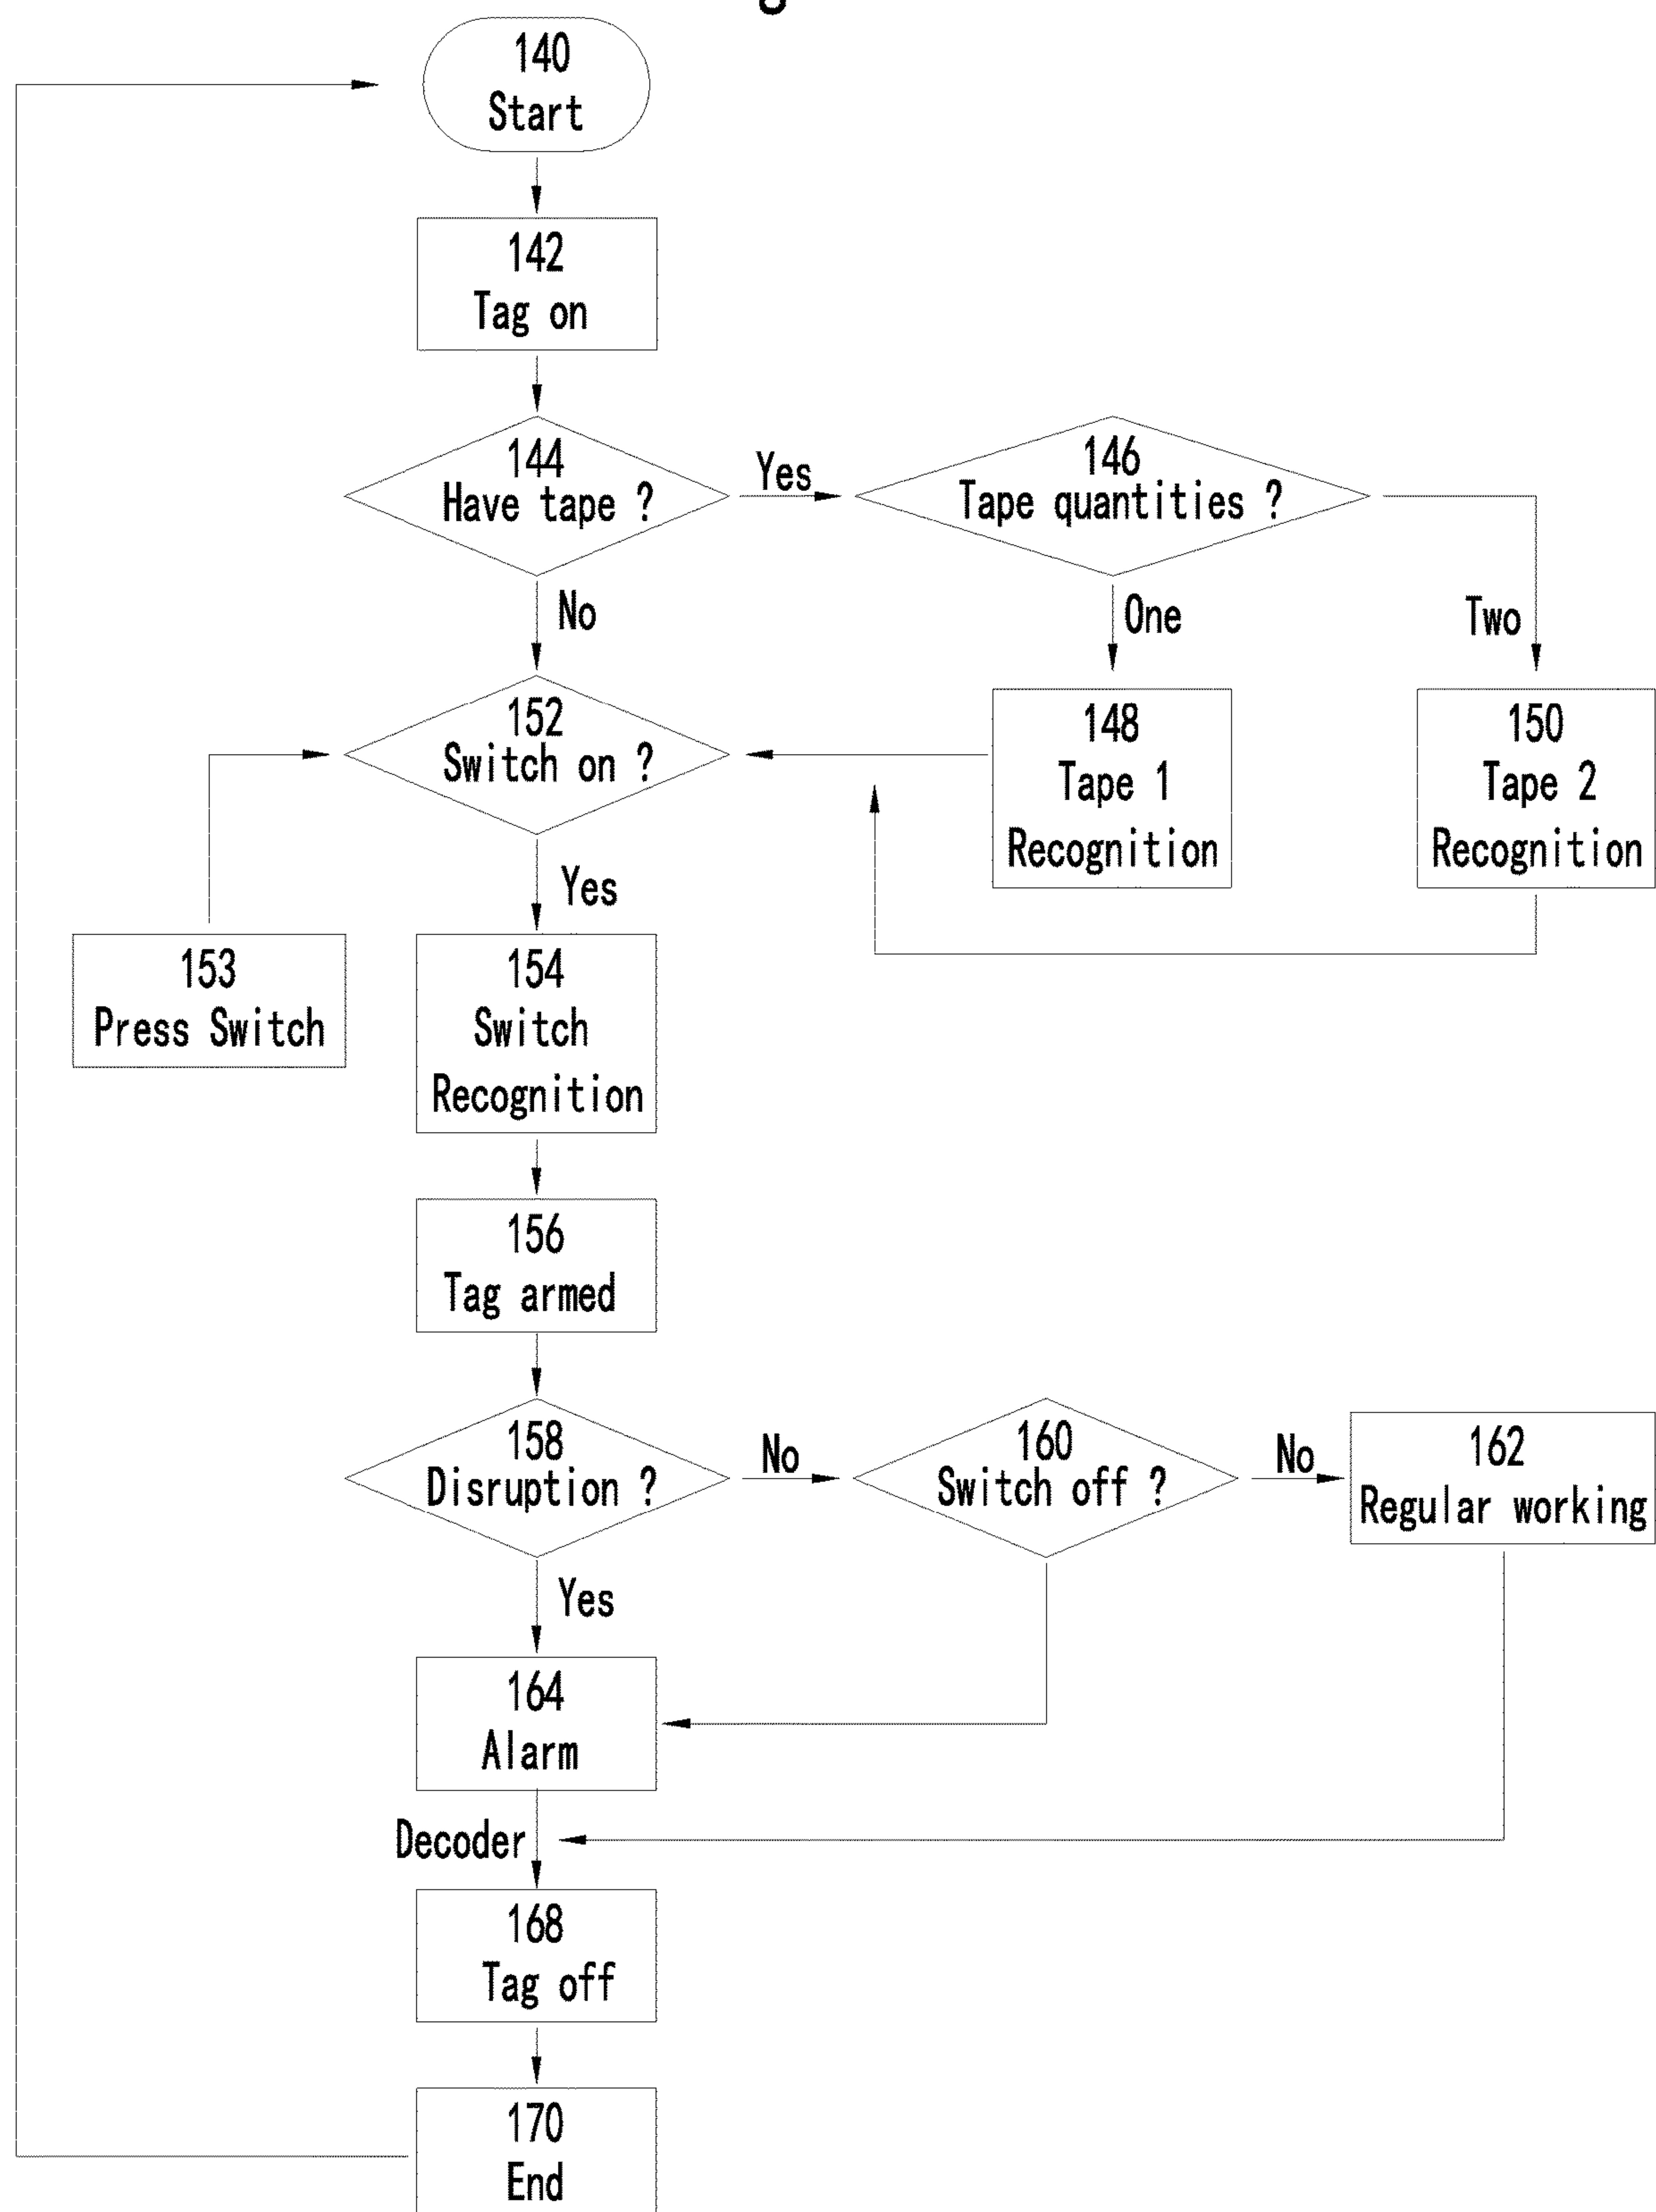 140
Start
142
Tag on
144
Have tape ?
Yes
146
Tape quantities ?
No
One
Two
152
Switch on ?
148
Tape 1
Recognition
150
Tape 2
Recognition
Yes
153
Press Switch
154
Switch
Recognition
156
Tag armed
158
Disruption ?
No
160
Switch off ?
No
162
Regular working
Yes
164
Alarm
Decoder
168
Tag off
170
End